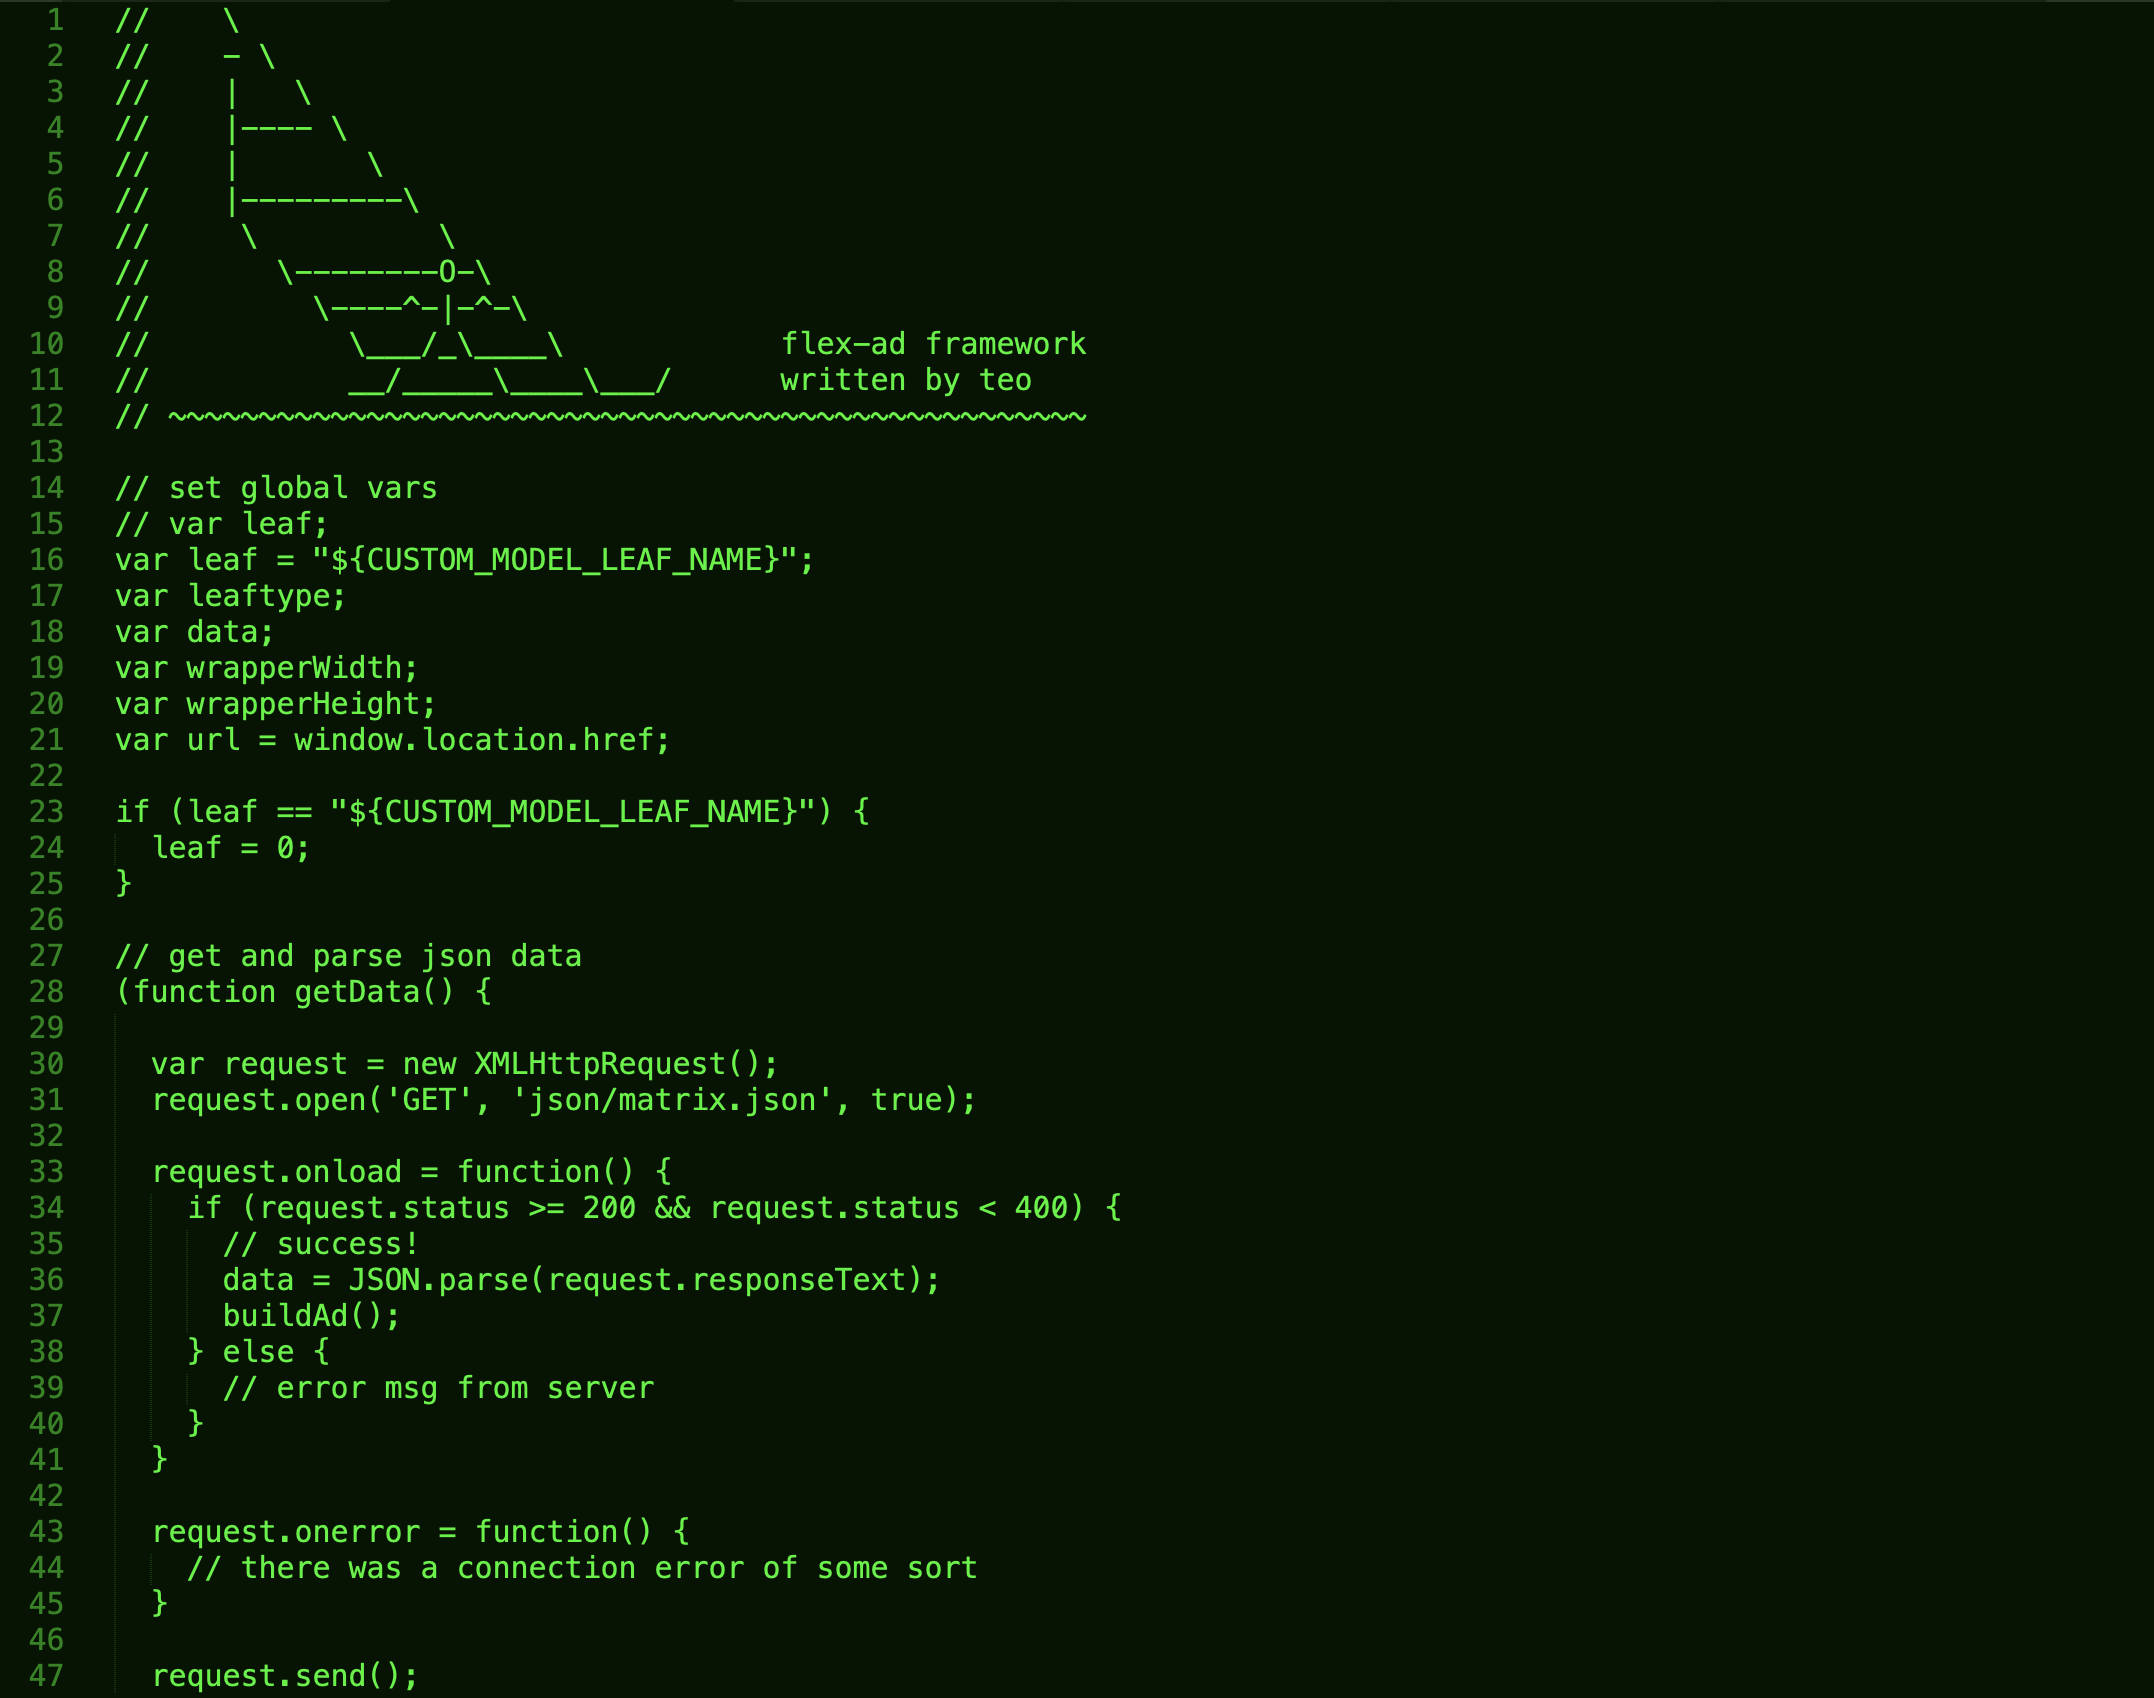 1   //    \
2   //    - \
3   //    |   \
4   //    |---- \
5   //    |       \
6   //    |---------\
7   //     \          \
8   //       \--------O-\
9   //         \----^-|-^-\
10   //           \___/_\____\            flex-ad framework
11   //           __/_____\____\___/      written by teo
12   // ~~~~~~~~~~~~~~~~~~~~~~~~~~~~~~~~~~~~~~~~~~~~~~~~~~~
13
14   // set global vars
15   // var leaf;
16   var leaf = "${CUSTOM_MODEL_LEAF_NAME}";
17   var leaftype;
18   var data;
19   var wrapperWidth;
20   var wrapperHeight;
21   var url = window.location.href;
22
23   if (leaf == "${CUSTOM_MODEL_LEAF_NAME}") {
24     leaf = 0;
25   }
26
27   // get and parse json data
28   (function getData() {
29
30     var request = new XMLHttpRequest();
31     request.open('GET', 'json/matrix.json', true);
32
33     request.onload = function() {
34       if (request.status >= 200 && request.status < 400) {
35         // success!
36         data = JSON.parse(request.responseText);
37         buildAd();
38       } else {
39         // error msg from server
40       }
41     }
42
43     request.onerror = function() {
44       // there was a connection error of some sort
45     }
46
47     request.send();